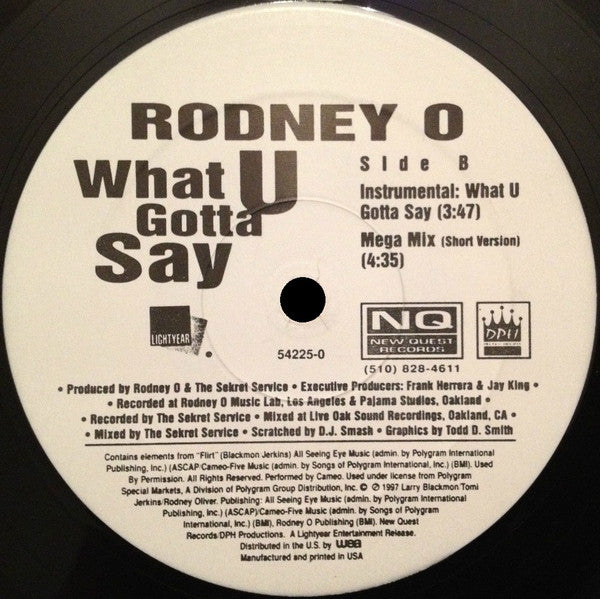 RODNEY O
What U
Gotta
Say
Side B
Instrumental: What U
Gotta Say (3:47)
Mega Mix (Short Version)
(4:35)
LIGHTYEAR
54225-0
NQ
NEW QUEST
RECORDS
(510) 828-4611
DPH
• Produced by Rodney O & The Sekret Service • Executive Producers: Frank Herrera & Jay King •
• Recorded at Rodney O Music Lab, Los Angeles & Pajama Studios, Oakland •
• Recorded by The Sekret Service • Mixed at Live Oak Sound Recordings, Oakland, CA •
• Mixed by The Sekret Service • Scratched by D.J. Smash • Graphics by Todd D. Smith
Contains elements from "Flirt" (Blackmon Jenkins) All Seeing Eye Music (admin. by Polygram International
Publishing, Inc.) (ASCAP Cameo-Five Music (admin. by Songs of Polygram International, Inc.) (BMI). Used
By Permission. All Rights Reserved. Performed by Cameo. Used under license from Polygram
Special Markets, A Division of Polygram Group Distribution, Inc. © ℗ 1997 Larry Blackmon/Tomi
Jerkins/Rodney Oliver. Publishing: All Seeing Eye Music (admin. by Polygram International
Publishing, Inc.) (ASCAP)/Cameo-Five Music (admin. by Songs of Polygram
International, Inc.) (BMI), Rodney O Publishing (BMI). New Quest
Records/DPH Productions. A Lightyear Entertainment Release.
Distributed in the U.S. by wea
Manufactured and printed in USA